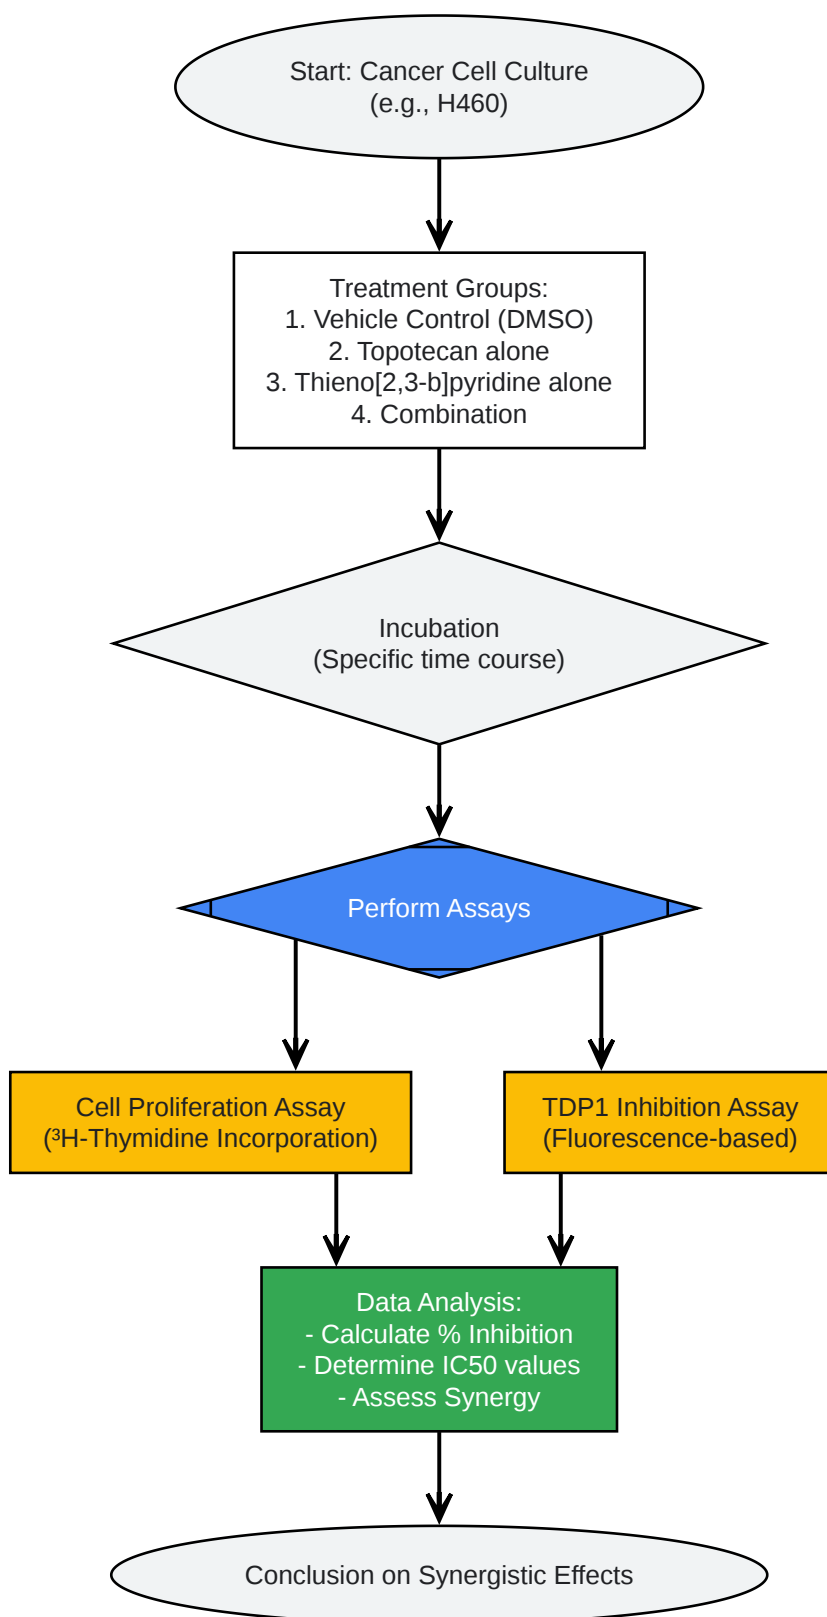 Start: Cancer Cell Culture
(e.g., H460)
Treatment Groups:
1. Vehicle Control (DMSO)
2. Topotecan alone
3. Thieno[2,3-b]pyridine alone
4. Combination
Incubation
(Specific time course)
Perform Assays
Cell Proliferation Assay
(³H-Thymidine Incorporation)
TDP1 Inhibition Assay
(Fluorescence-based)
Data Analysis:
- Calculate % Inhibition
- Determine IC50 values
- Assess Synergy
Conclusion on Synergistic Effects